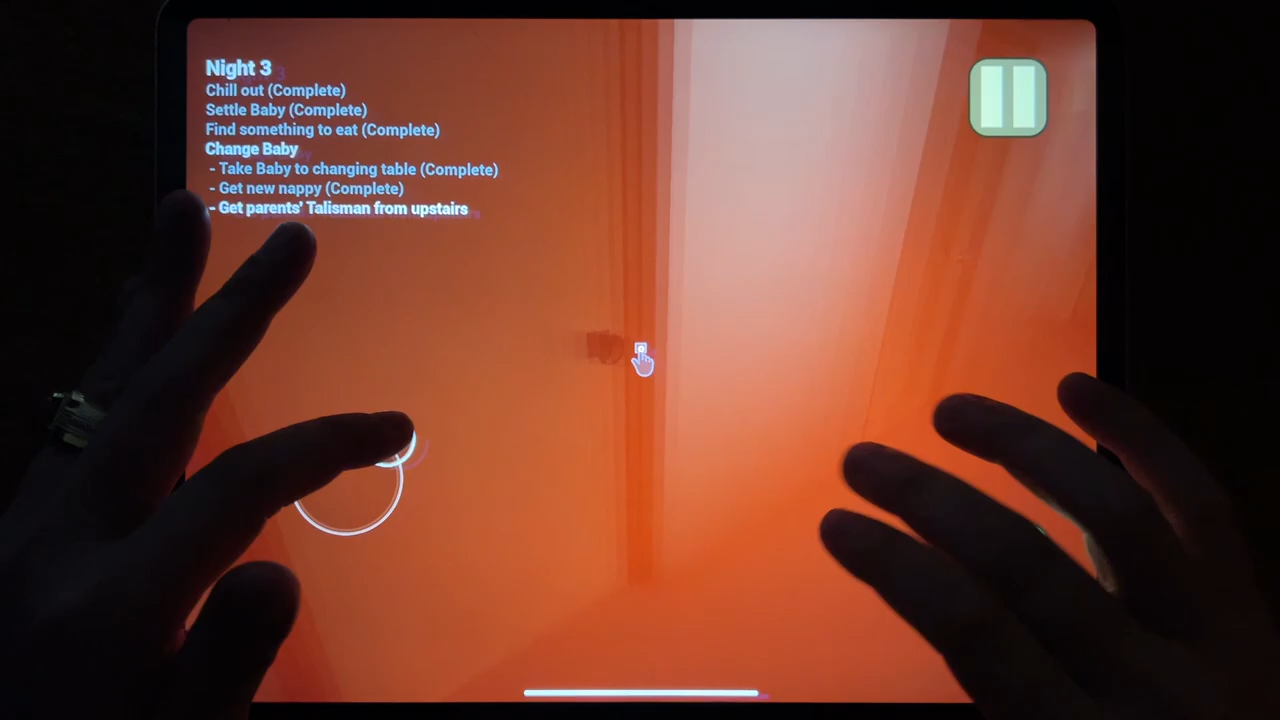 Night 3
Chill out (Complete)
Settle Baby (Complete)
Find something to eat (Complete)
Change Baby
- Take Baby to changing table (Complete)
- Get new nappy (Complete)
- Get parents' Talisman from upstairs